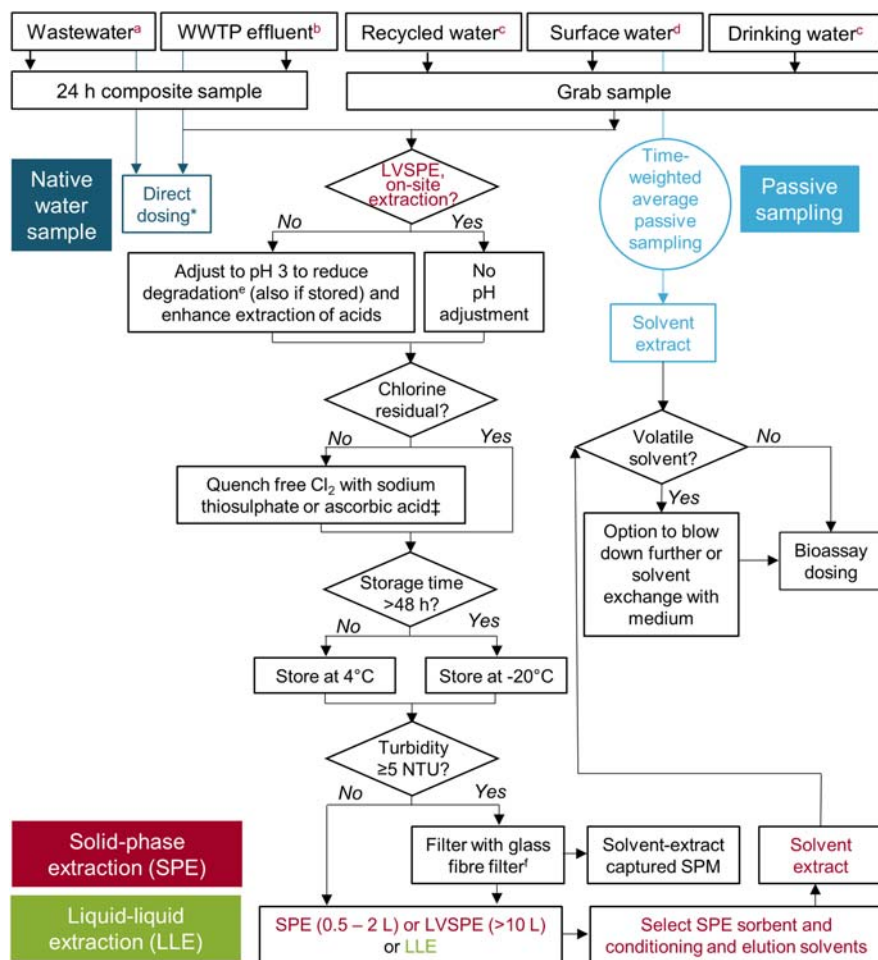 Wastewaterᵃ
WWTP effluentᵇ
Recycled waterᶜ
Surface waterᵈ
Drinking waterᶜ
24 h composite sample
Grab sample
Native
water
sample
Direct
dosing*
LVSPE,
on-site
extraction?
Time-
weighted
average
passive
sampling
Passive
sampling
No
Yes
Adjust to pH 3 to reduce
degradationᵉ (also if stored) and
enhance extraction of acids
No
pH
adjustment
Solvent
extract
Chlorine
residual?
No
Yes
Quench free Cl₂ with sodium
thiosulphate or ascorbic acid‡
Volatile
solvent?
No
Yes
Option to blow
down further or
solvent
exchange with
medium
Bioassay
dosing
Storage time
>48 h?
No
Yes
Store at 4°C
Store at -20°C
Turbidity
≥5 NTU?
No
Yes
Solid-phase
extraction (SPE)
Filter with glass
fibre filterᶠ
Solvent-extract
captured SPM
Solvent
extract
Liquid-liquid
extraction (LLE)
SPE (0.5 – 2 L) or LVSPE (>10 L)
or LLE
Select SPE sorbent and
conditioning and elution solvents